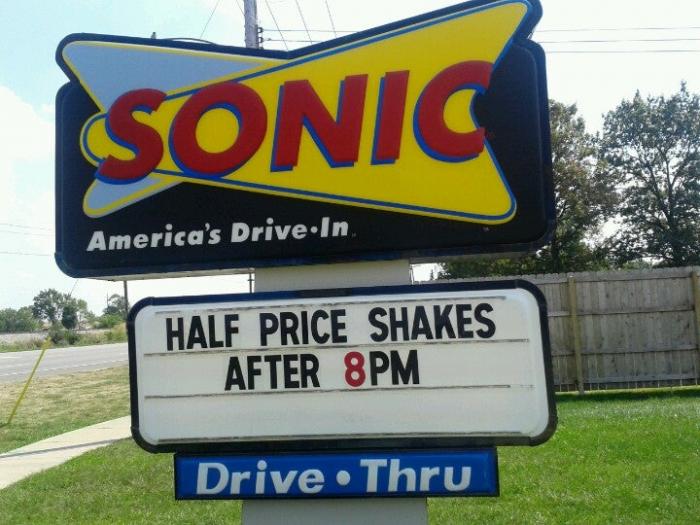 SONIC
America's Drive-In
HALF PRICE SHAKES
AFTER 8PM
Drive • Thru